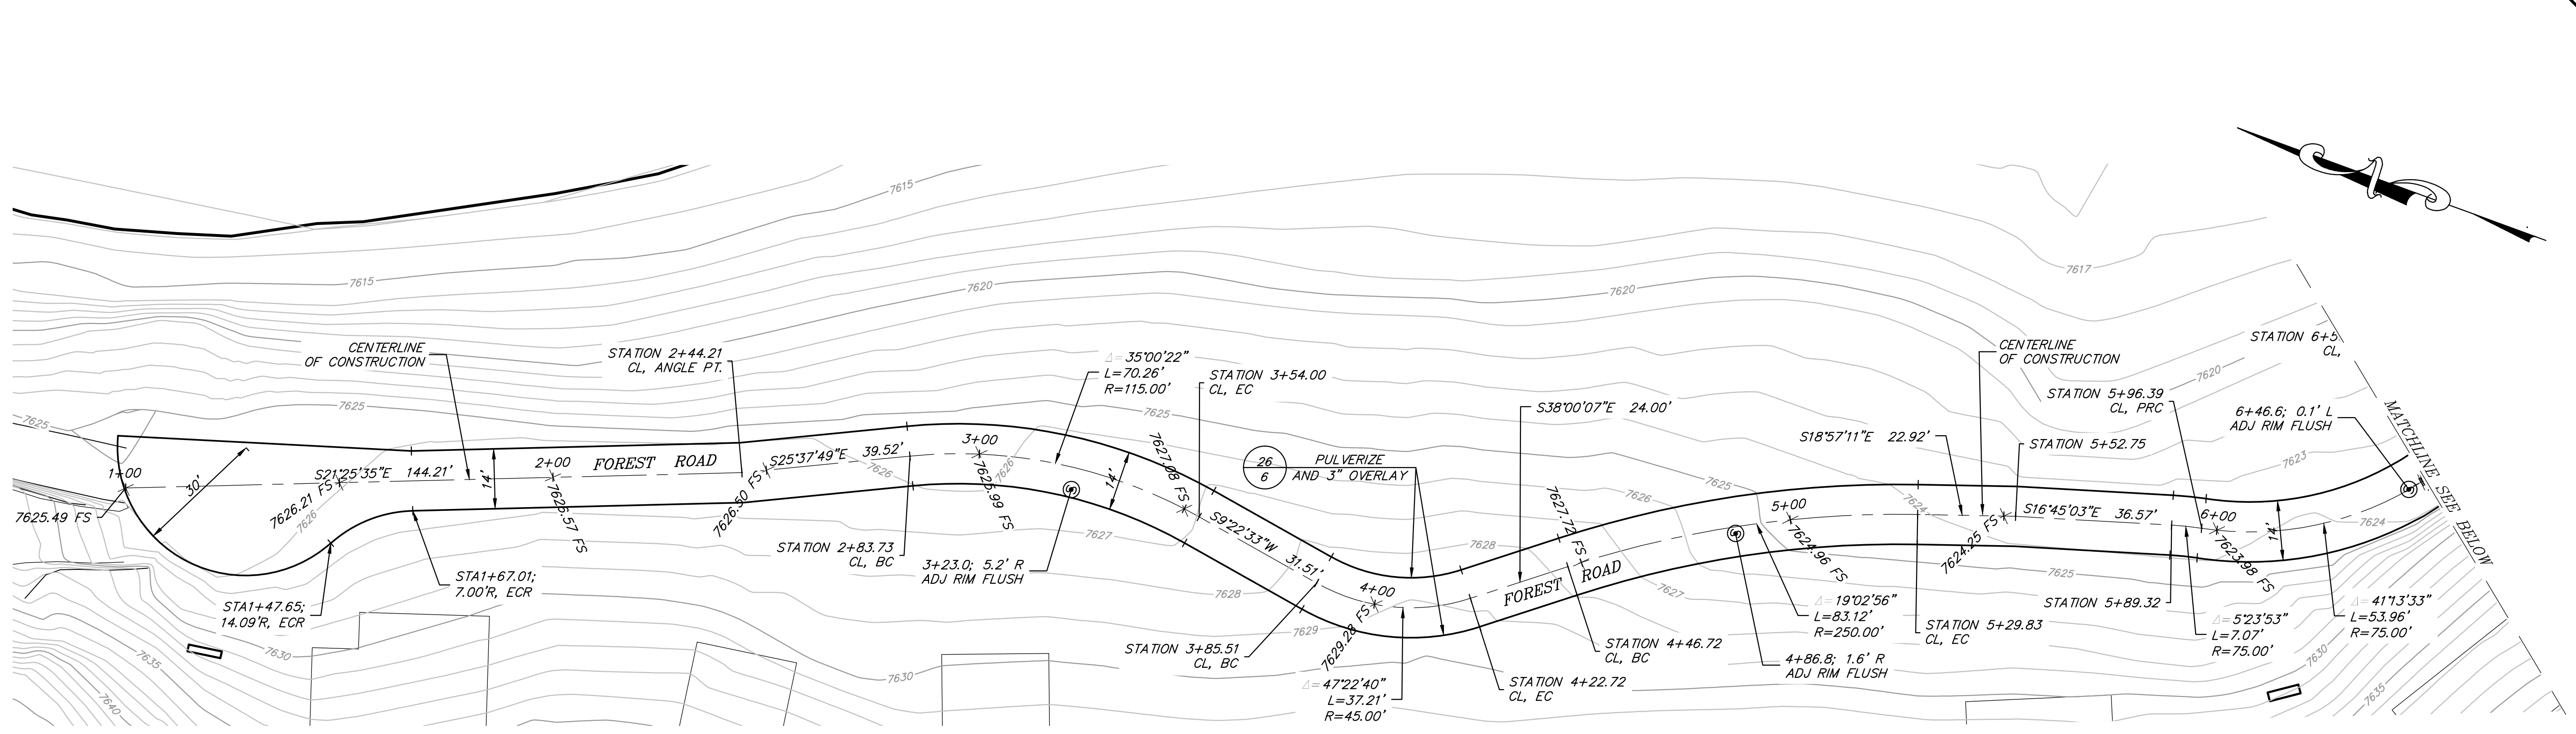 7615
7615
7617
7620
7620
7620
CENTERLINE
OF CONSTRUCTION
STATION 2+44.21
CL, ANGLE PT.
Δ=35°00'22"
L=70.26'
R=115.00'
STATION 3+54.00
CL, EC
S38°00'07"E 24.00'
CENTERLINE
OF CONSTRUCTION
STATION 6+5
CL,
STATION 5+96.39
CL, PRC
6+46.6; 0.1' L
ADJ RIM FLUSH
MATCHLINE SEE BELOW
7625
7625
7625
7625
1+00
30'
S21°25'35"E 144.21'
7625.49 FS
7626.21 FS
7626
14'
2+00
7626.57 FS
FOREST ROAD
7626.50 FS
S25°37'49"E 39.52'
7626
3+00
7625.99 FS
7626
14'
7627.08 FS
S9°22'33"W 31.51'
26
6
PULVERIZE
AND 3" OVERLAY
7627.72 FS
7626
S18°57'11"E 22.92'
STATION 5+52.75
7623
7624
5+00
7624.96 FS
7624.25 FS
S16°45'03"E 36.57'
6+00
7623.98 FS
14'
7624
7627
7628
7628
7627
7625
7629
4+00
7629.28 FS
FOREST ROAD
STA1+47.65;
14.09'R, ECR
STA1+67.01;
7.00'R, ECR
STATION 2+83.73
CL, BC
3+23.0; 5.2' R
ADJ RIM FLUSH
STATION 3+85.51
CL, BC
Δ=47°22'40"
L=37.21'
R=45.00'
STATION 4+22.72
CL, EC
STATION 4+46.72
CL, BC
4+86.8; 1.6' R
ADJ RIM FLUSH
Δ=19°02'56"
L=83.12'
R=250.00'
STATION 5+29.83
CL, EC
STATION 5+89.32
Δ=5°23'53"
L=7.07'
R=75.00'
Δ=41°13'33"
L=53.96'
R=75.00'
7635
7630
7640
7630
7630
7635